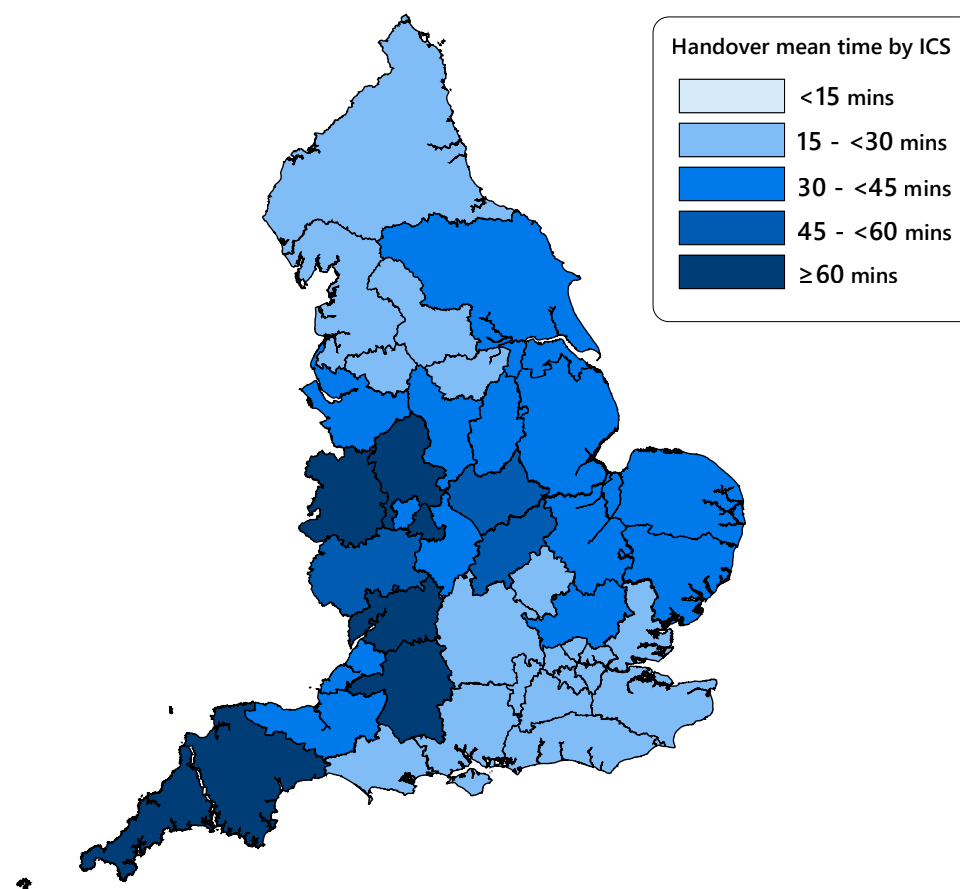 Handover mean time by ICS
<15 mins
15 - <30 mins
30 - <45 mins
45 - <60 mins
≥60 mins